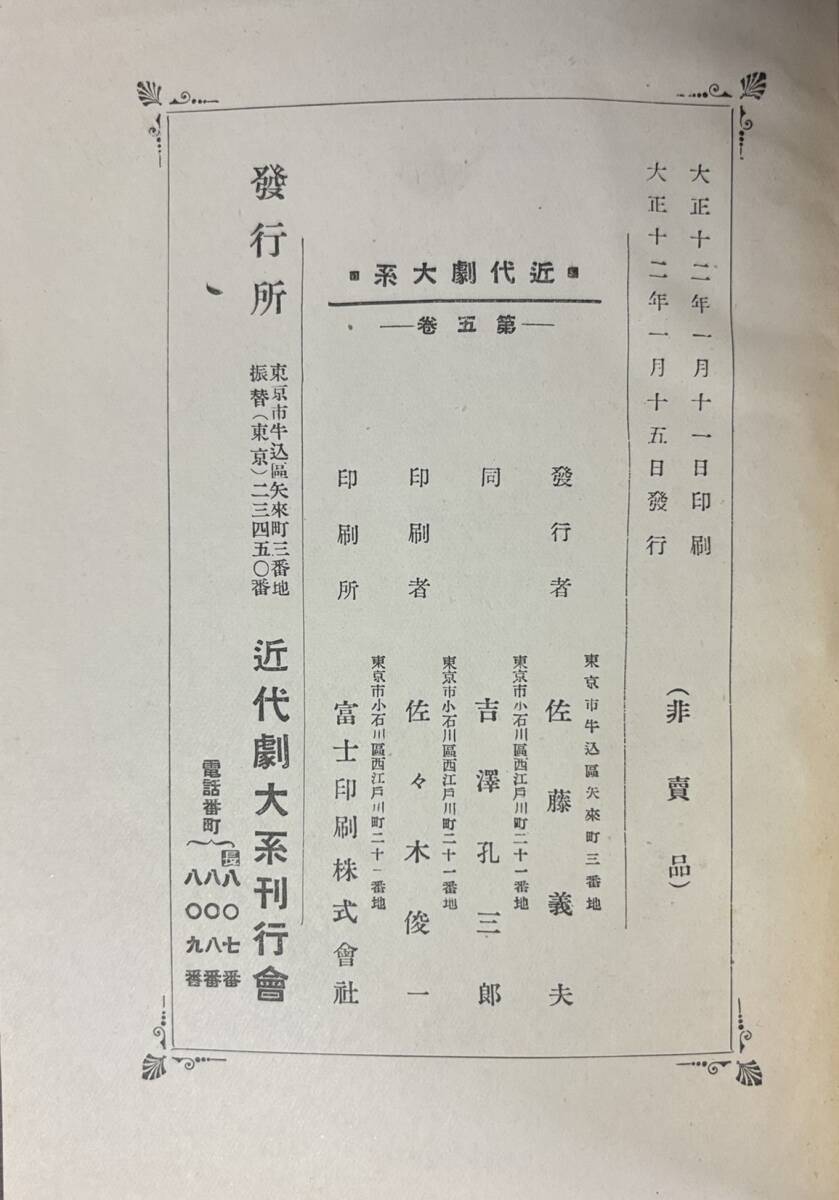 大正十二年一月十一日印刷
大正十二年一月十五日發行
(非賣品)
近代劇大系
第五卷
東京市牛込區矢來町三番地
發行者 佐藤義夫
東京市小石川區西江戸川町二十一番地
同 吉澤孔三郎
東京市小石川區西江戸川町二十一番地
印刷者 佐々木俊一
東京市小石川區西江戸川町二十一番地
印刷所 富士印刷株式會社
發行所
東京市牛込區矢來町三番地
振替(東京)二三四五〇番
近代劇大系刊行會
電話番町
長八〇七番
八〇八番
八〇九番